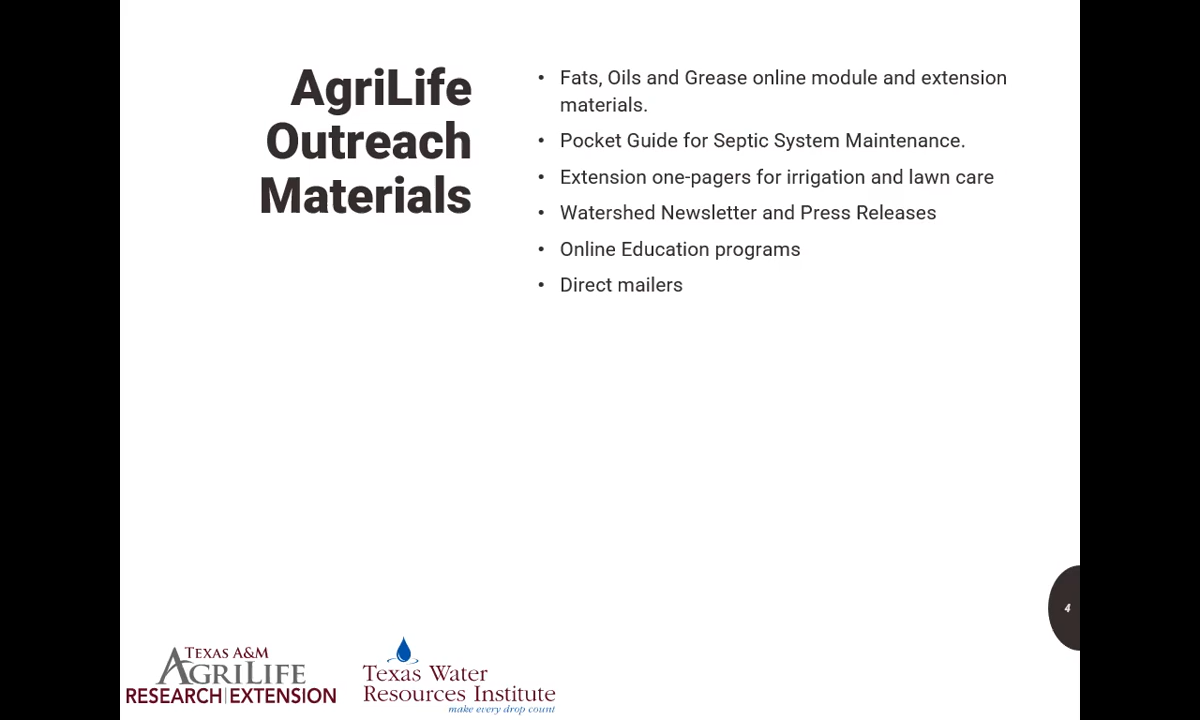 AgriLife
Outreach
Materials
• Fats, Oils and Grease online module and extension
materials.
• Pocket Guide for Septic System Maintenance.
• Extension one-pagers for irrigation and lawn care
• Watershed Newsletter and Press Releases
• Online Education programs
• Direct mailers
4
TEXAS A&M
AGRILIFE
RESEARCH | EXTENSION
Texas Water
Resources Institute
make every drop count